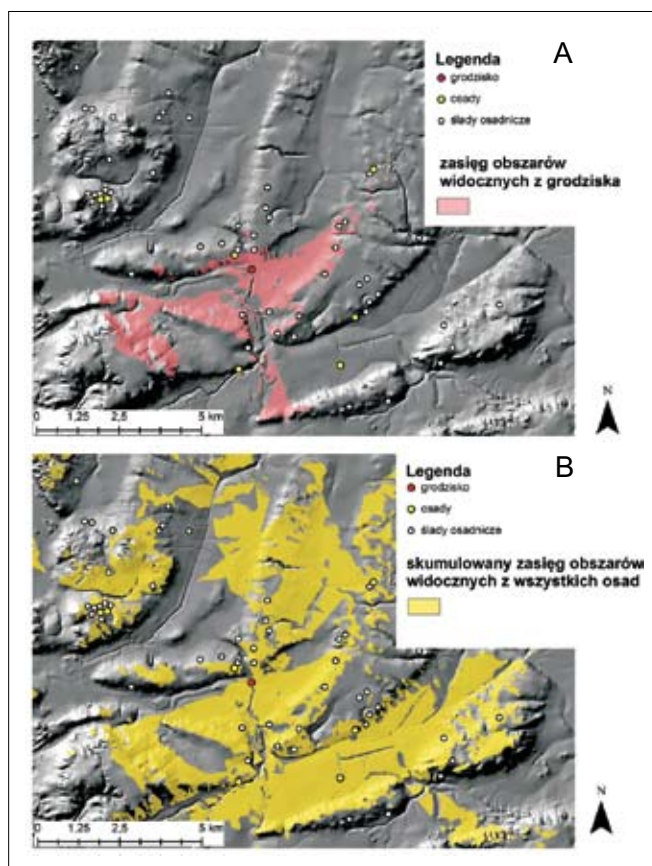 A
Legenda
grodzisko
osady
ślady osadnicze
zasięg obszarów
widocznych z grodziska
N
0 1,25 2,5 5 km
B
Legenda
grodzisko
osady
ślady osadnicze
skumulowany zasięg obszarów
widocznych z wszystkich osad
N
0 1,25 2,5 5 km